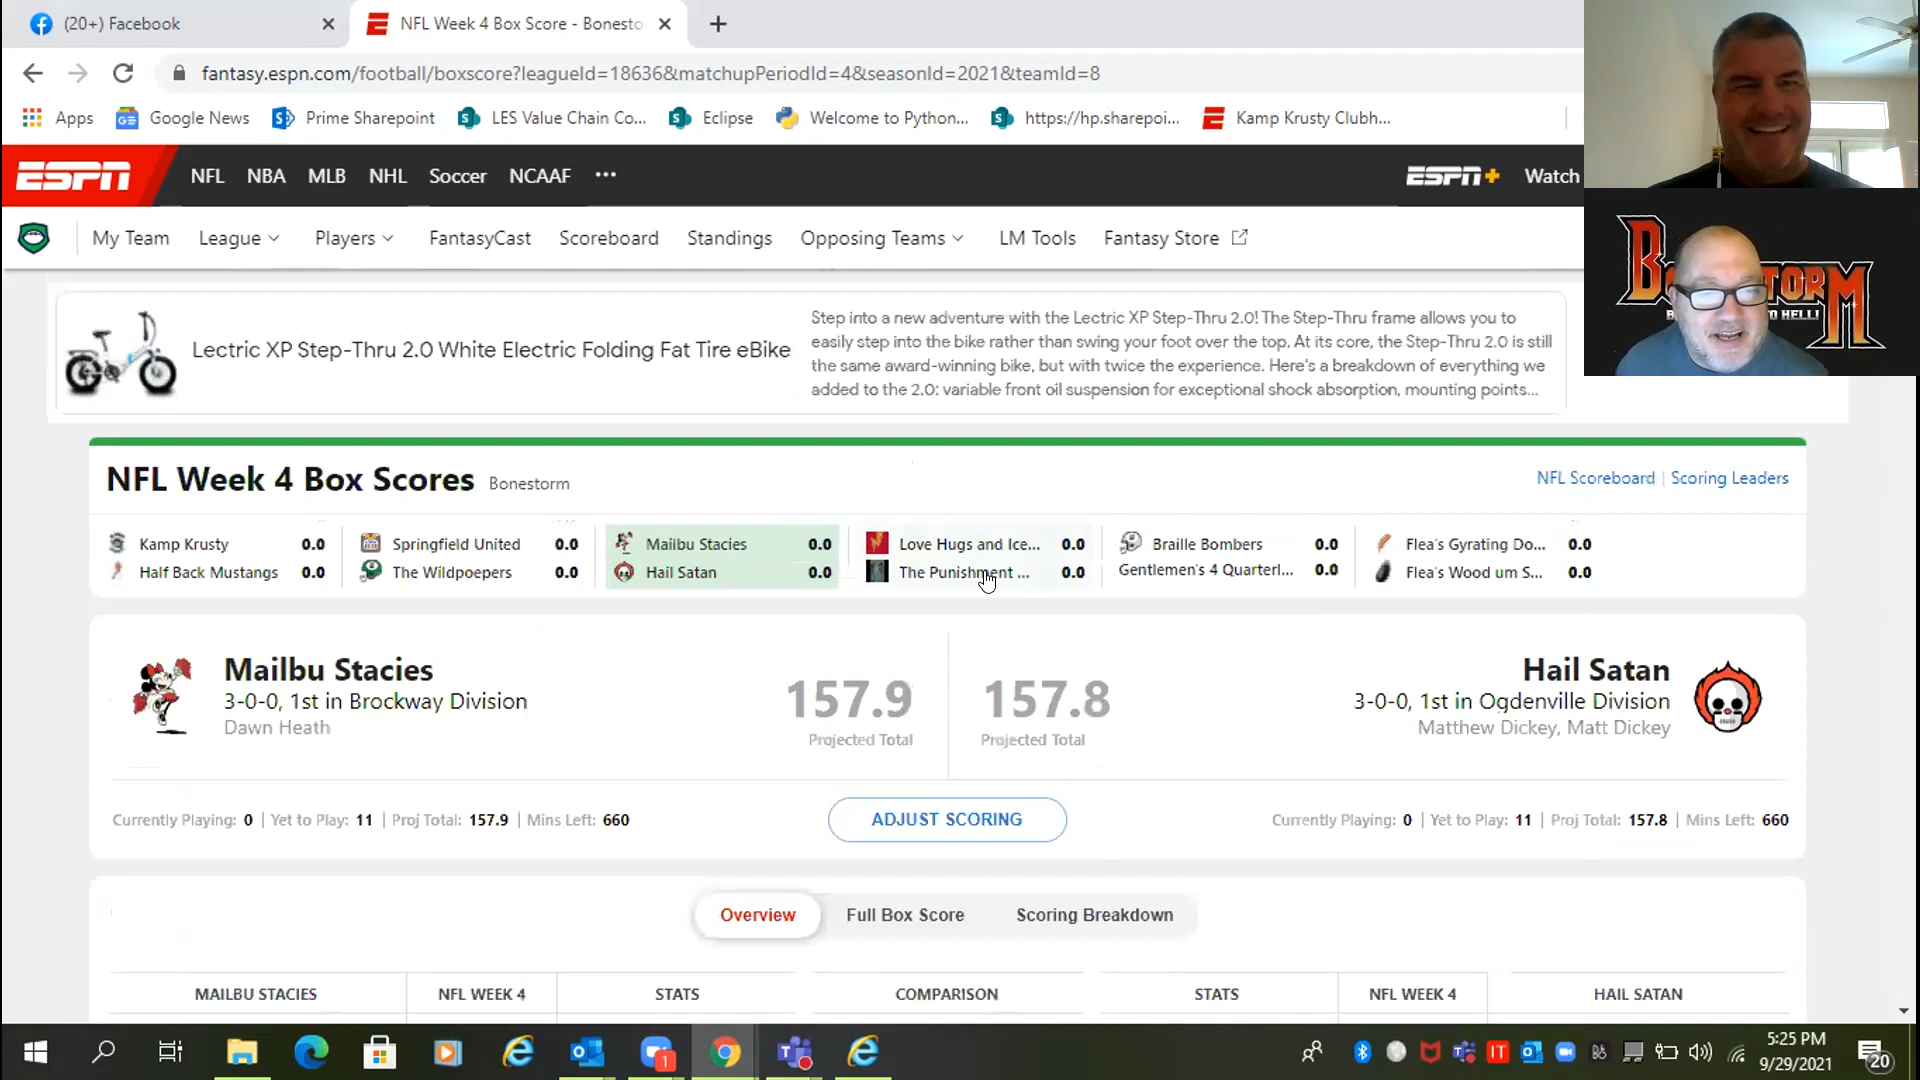 (20+) Facebook
NFL Week 4 Box Score - Bonesto
fantasy.espn.com/football/boxscore?leagueId=18636&matchupPeriodId=4&seasonId=2021&teamId=8
Apps
Google News
Prime Sharepoint
LES Value Chain Co...
Eclipse
Welcome to Python...
https://hp.sharepoi...
Kamp Krusty Clubh...
ESPN
NFL
NBA
MLB
NHL
Soccer
NCAAF
ESPN+
Watch
My Team
League
Players
FantasyCast
Scoreboard
Standings
Opposing Teams
LM Tools
Fantasy Store
Lectric XP Step-Thru 2.0 White Electric Folding Fat Tire eBike
Step into a new adventure with the Lectric XP Step-Thru 2.0! The Step-Thru frame allows you to
easily step into the bike rather than swing your foot over the top. At its core, the Step-Thru 2.0 is still
the same award-winning bike, but with twice the experience. Here's a breakdown of everything we
added to the 2.0: variable front oil suspension for exceptional shock absorption, mounting points...
TORM
TO HELL!
NFL Week 4 Box Scores Bonestorm
NFL Scoreboard | Scoring Leaders
Kamp Krusty 0.0
Half Back Mustangs 0.0
Springfield United 0.0
The Wildpoepers 0.0
Mailbu Stacies 0.0
Hail Satan 0.0
Love Hugs and Ice... 0.0
The Punishment ... 0.0
Braille Bombers 0.0
Gentlemen's 4 Quarterl... 0.0
Flea's Gyrating Do... 0.0
Flea's Wood um S... 0.0
Mailbu Stacies
3-0-0, 1st in Brockway Division
Dawn Heath
157.9
Projected Total
157.8
Projected Total
Hail Satan
3-0-0, 1st in Ogdenville Division
Matthew Dickey, Matt Dickey
Currently Playing: 0 | Yet to Play: 11 | Proj Total: 157.9 | Mins Left: 660
ADJUST SCORING
Currently Playing: 0 | Yet to Play: 11 | Proj Total: 157.8 | Mins Left: 660
Overview
Full Box Score
Scoring Breakdown
MAILBU STACIES
NFL WEEK 4
STATS
COMPARISON
STATS
NFL WEEK 4
HAIL SATAN
1
IT
5:25 PM
9/29/2021
20